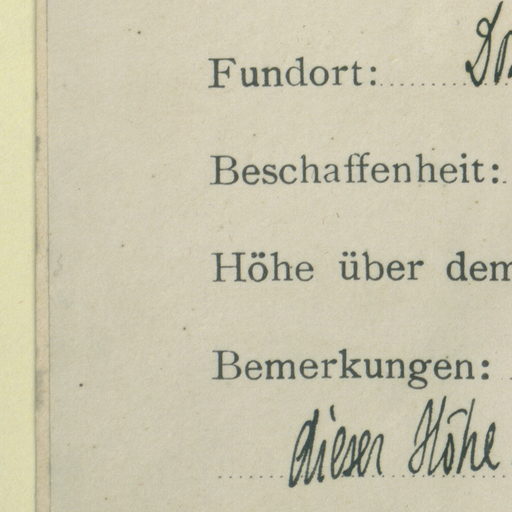 Fundort:
Beschaffenheit:
Höhe über dem
Bemerkungen:
dieser Höhe